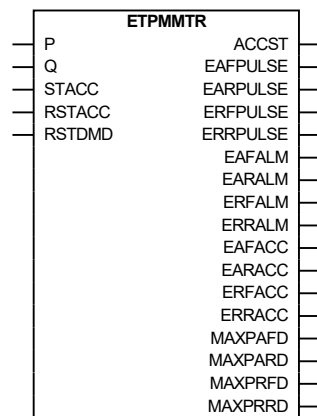 ETPMMTR
P ACCST
Q EAFPULSE
STACC EARPULSE
RSTACC ERFPULSE
RSTDMD ERRPULSE
EAFALM
EARALM
ERFALM
ERRALM
EAFACC
EARACC
ERFACC
ERRACC
MAXPAFD
MAXPARD
MAXPRFD
MAXPRRD